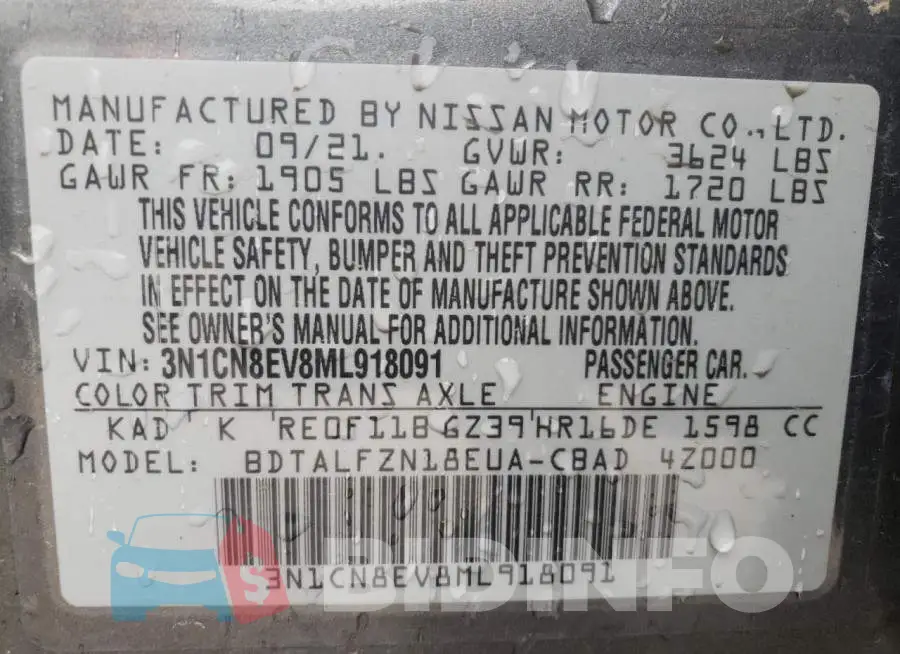 MANUFACTURED BY NISSAN MOTOR CO.,LTD.
DATE: 09/21. GVWR: 3624 LBS
GAWR FR: 1905 LBS GAWR RR: 1720 LBS
THIS VEHICLE CONFORMS TO ALL APPLICABLE FEDERAL MOTOR
VEHICLE SAFETY, BUMPER AND THEFT PREVENTION STANDARDS
IN EFFECT ON THE DATE OF MANUFACTURE SHOWN ABOVE.
SEE OWNER'S MANUAL FOR ADDITIONAL INFORMATION.
VIN: 3N1CN8EV8ML918091 PASSENGER CAR.
COLOR TRIM TRANS AXLE ENGINE
KAD ' K ' RE0F11B GZ39'HR16DE 1598 CC
MODEL: BDTALFZN18EUA-CBAD 4Z000
3N1CN8EV8ML918091
BIDINFO